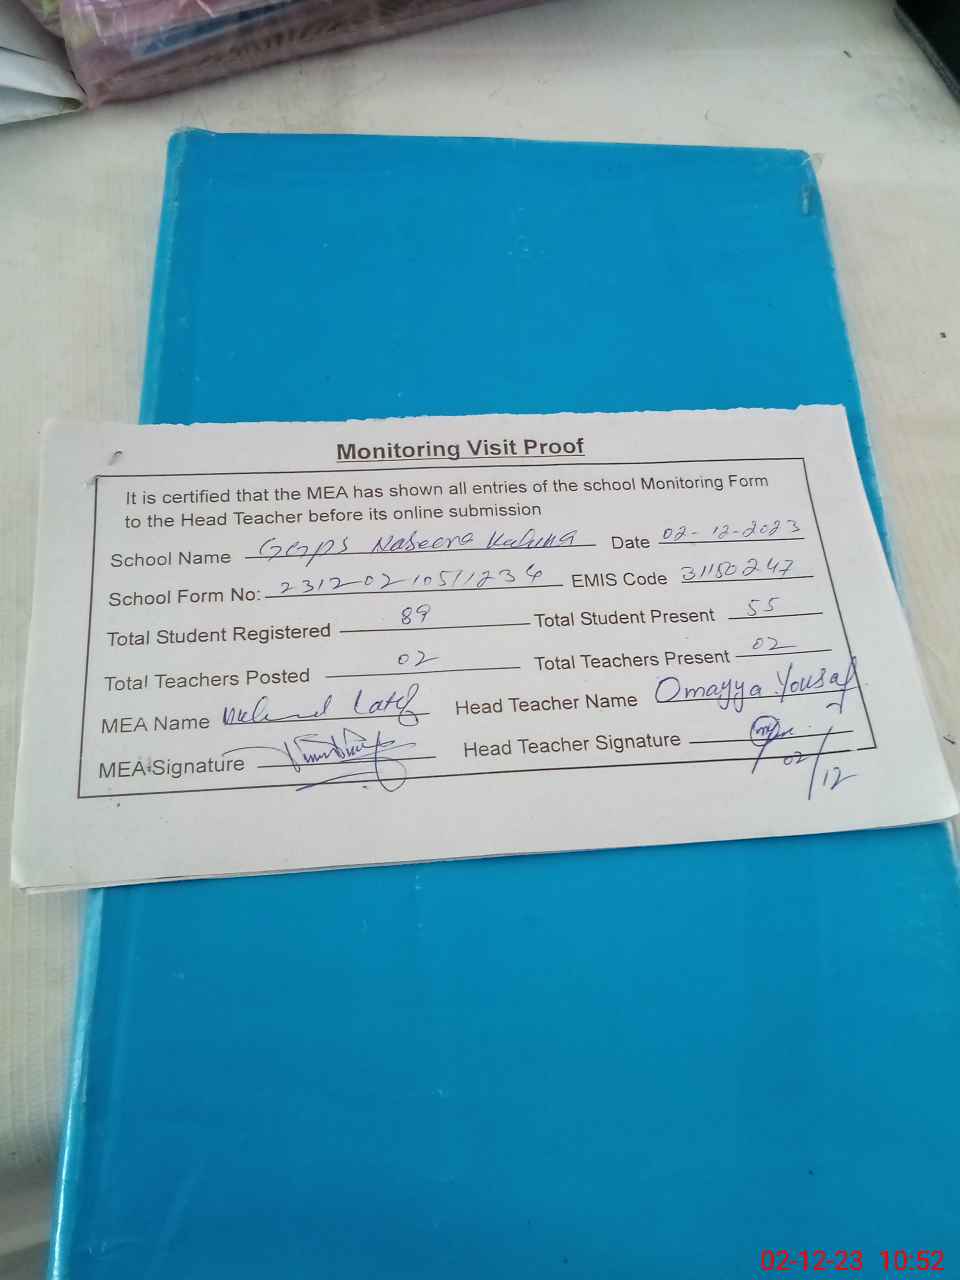 Monitoring Visit Proof
It is certified that the MEA has shown all entries of the school Monitoring Form
to the Head Teacher before its online submission
School Name Date 02-12-2023
School Form No: 2312-02-10511234 EMIS Code 31150247
Total Student Registered 89 Total Student Present 55
Total Teachers Posted 02 Total Teachers Present 02
MEA Name Latif Head Teacher Name Omayya Yousaf
MEA Signature Head Teacher Signature
02/12
02-12-23 10:52